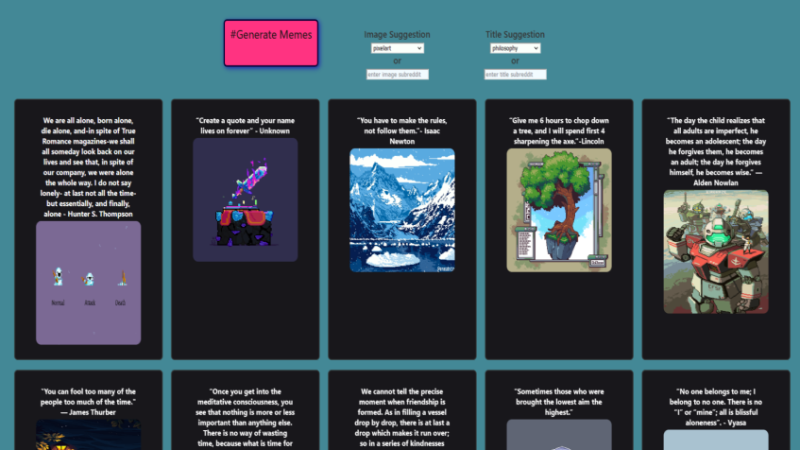 #Generate Memes
Image Suggestion
pixelart
or
enter image subreddit
Title Suggestion
philosophy
or
enter title subreddit
We are all alone, born alone,
die alone, and-in spite of True
Romance magazines-we shall
all someday look back on our
lives and see that, in spite of
our company, we were alone
the whole way. I do not say
lonely- at last not all the time-
but essentially, and finally,
alone - Hunter S. Thompson
Normal
Attack
Death
"Create a quote and your name
lives on forever" - Unknown
"You have to make the rules,
not follow them."- Isaac
Newton
"Give me 6 hours to chop down
a tree, and I will spend first 4
sharpening the axe."-Lincoln
"The day the child realizes that
all adults are imperfect, he
becomes an adolescent; the day
he forgives them, he becomes
an adult; the day he forgives
himself, he becomes wise." —
Alden Nowlan
"You can fool too many of the
people too much of the time."
— James Thurber
"Once you get into the
meditative consciousness, you
see that nothing is more or less
important than anything else.
There is no way of wasting
time, because what is time for
We cannot tell the precise
moment when friendship is
formed. As in filling a vessel
drop by drop, there is at last a
drop which makes it run over;
so in a series of kindnesses
"Sometimes those who were
brought the lowest aim the
highest."
"No one belongs to me; I
belong to no one. There is no
"I" or "mine"; all is blissful
aloneness". - Vyasa